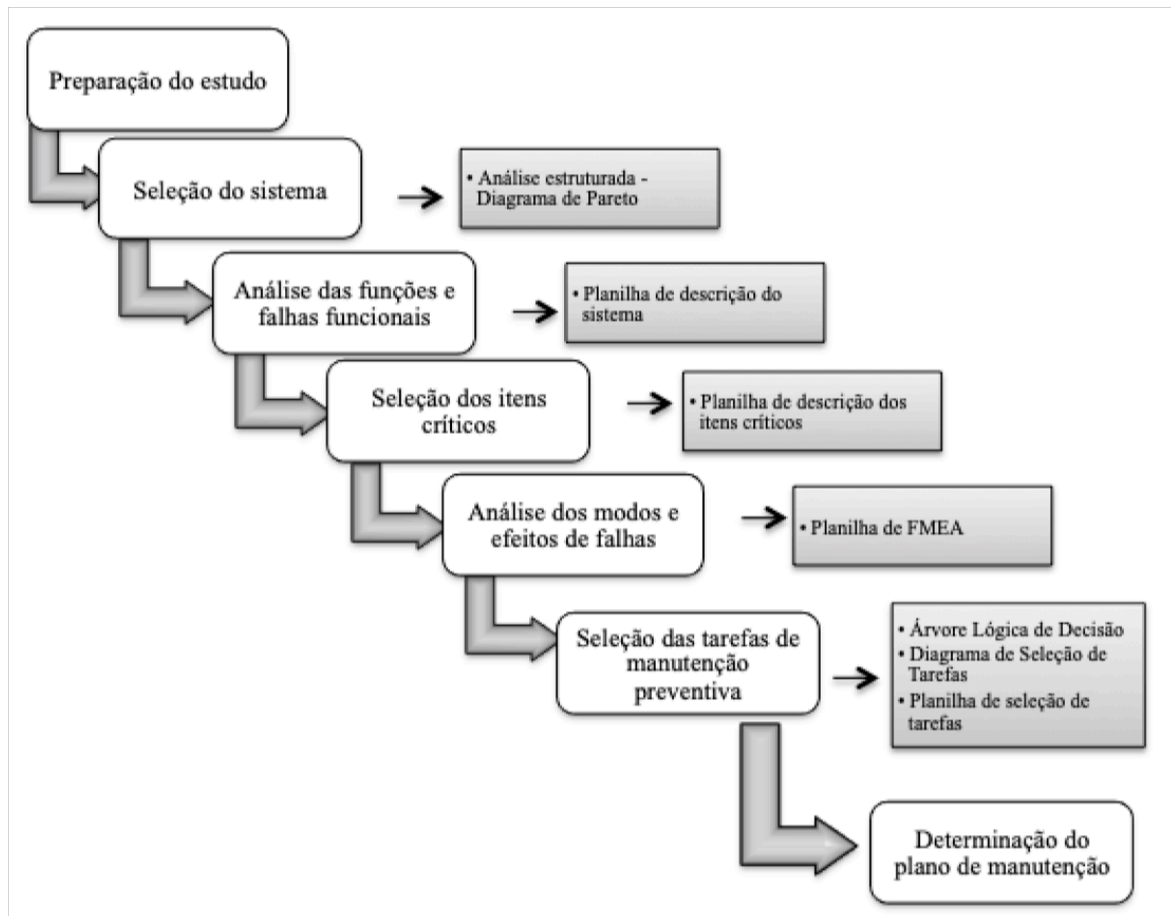 Preparação do estudo
Seleção do sistema
• Análise estruturada -
Diagrama de Pareto
Análise das funções e
falhas funcionais
• Planilha de descrição do
sistema
Seleção dos itens
críticos
• Planilha de descrição dos
itens críticos
Análise dos modos e
efeitos de falhas
• Planilha de FMEA
Seleção das tarefas de
manutenção
preventiva
• Árvore Lógica de Decisão
• Diagrama de Seleção de
Tarefas
• Planilha de seleção de
tarefas
Determinação do
plano de manutenção